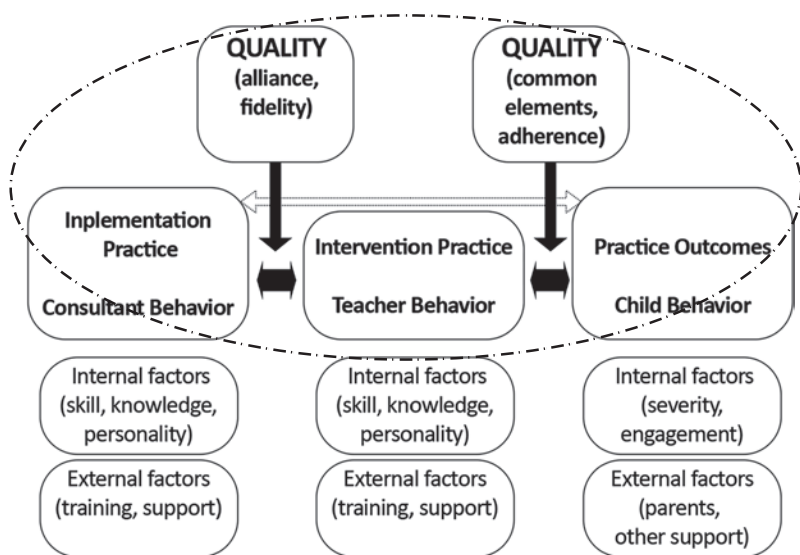 QUALITY
(alliance,
fidelity)
QUALITY
(common
elements,
adherence)
Inplementation
Practice
Consultant Behavior
Intervention Practice
Teacher Behavior
Practice Outcomes
Child Behavior
Internal factors
(skill, knowledge,
personality)
Internal factors
(skill, knowledge,
personality)
Internal factors
(severity,
engagement)
External factors
(training, support)
External factors
(training, support)
External factors
(parents,
other support)